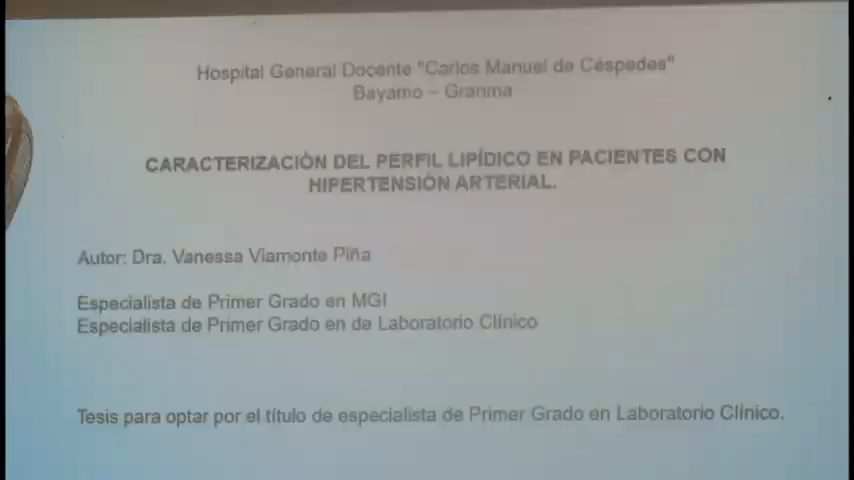 Hospital General Docente "Carlos Manuel de Céspedes"
Bayamo – Granma
CARACTERIZACIÓN DEL PERFIL LIPÍDICO EN PACIENTES CON
HIPERTENSIÓN ARTERIAL.
Autor: Dra. Vanessa Viamonte Piña
Especialista de Primer Grado en MGI
Especialista de Primer Grado en de Laboratorio Clínico
Tesis para optar por el título de especialista de Primer Grado en Laboratorio Clínico.